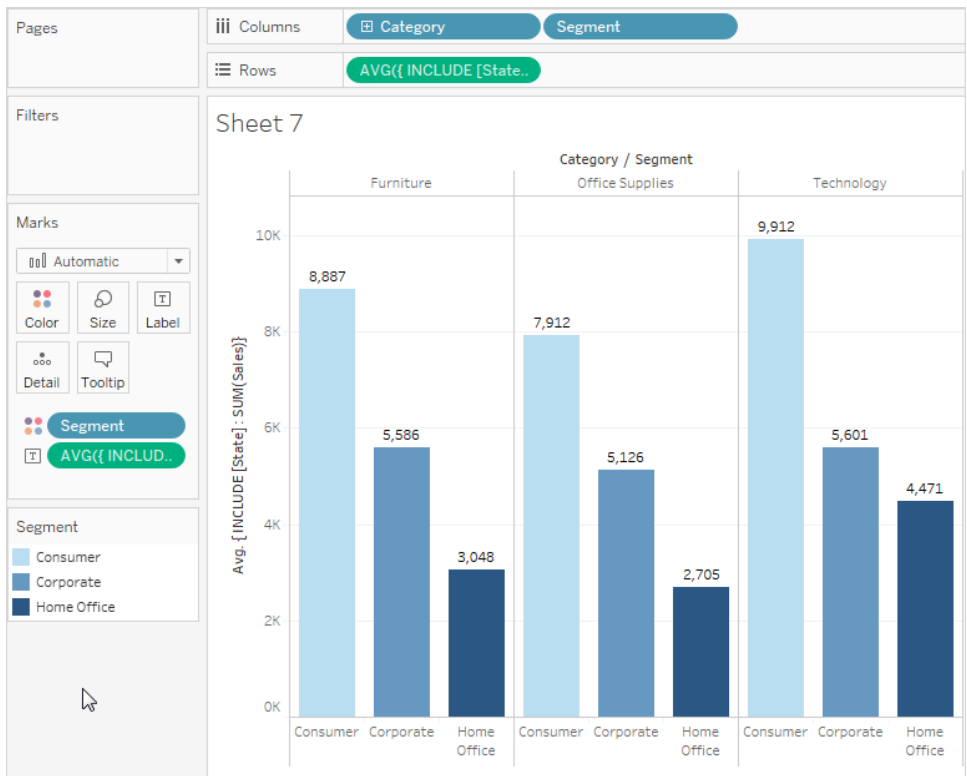 Pages
Columns
Category
Segment
Rows
AVG({ INCLUDE [State..
Filters
Sheet 7
Category / Segment
Furniture
Office Supplies
Technology
Marks
Automatic
Color
Size
T
Label
Detail
Tooltip
Segment
T
AVG({ INCLUD..
Segment
Consumer
Corporate
Home Office
Avg. { INCLUDE [State] : SUM(Sales)}
10K
8K
6K
4K
2K
0K
8,887
5,586
3,048
7,912
5,126
2,705
9,912
5,601
4,471
Consumer
Corporate
Home
Office
Consumer
Corporate
Home
Office
Consumer
Corporate
Home
Office